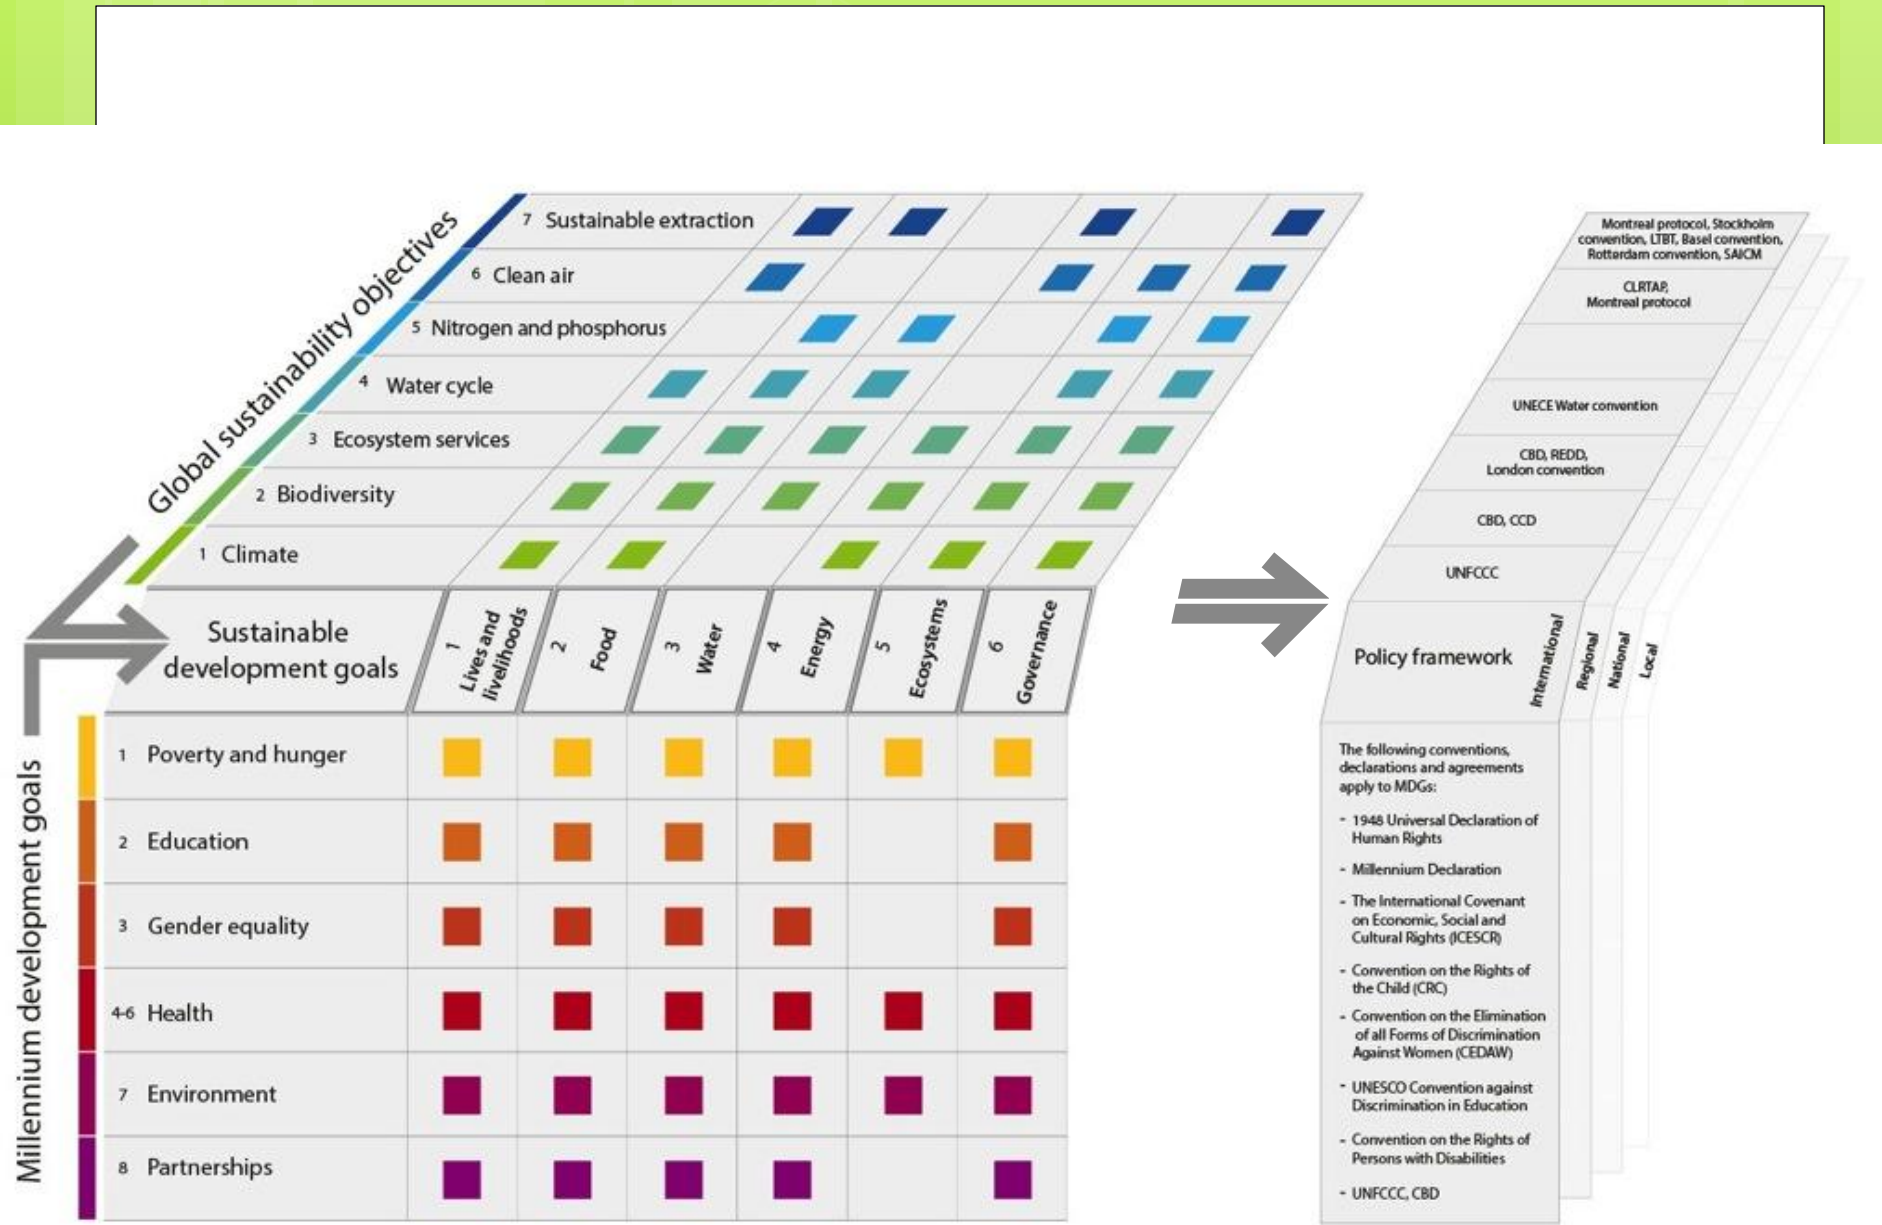 Global sustainability objectives
7 Sustainable extraction
6 Clean air
5 Nitrogen and phosphorus
4 Water cycle
3 Ecosystem services
2 Biodiversity
1 Climate
Sustainable
development goals
1
Lives and
livelihoods
2
Food
3
Water
4
Energy
5
Ecosystems
6
Governance
Millennium development goals
1 Poverty and hunger
2 Education
3 Gender equality
4-6 Health
7 Environment
8 Partnerships
Montreal protocol, Stockholm
convention, LTBT, Basel convention,
Rotterdam convention, SAICM
CLRTAP,
Montreal protocol
UNECE Water convention
CBD, REDD,
London convention
CBD, CCD
UNFCCC
Policy framework
International
Regional
National
Local
The following conventions,
declarations and agreements
apply to MDGs:
- 1948 Universal Declaration of
Human Rights
- Millennium Declaration
- The International Covenant
on Economic, Social and
Cultural Rights (ICESCR)
- Convention on the Rights of
the Child (CRC)
- Convention on the Elimination
of all Forms of Discrimination
Against Women (CEDAW)
- UNESCO Convention against
Discrimination in Education
- Convention on the Rights of
Persons with Disabilities
- UNFCCC, CBD